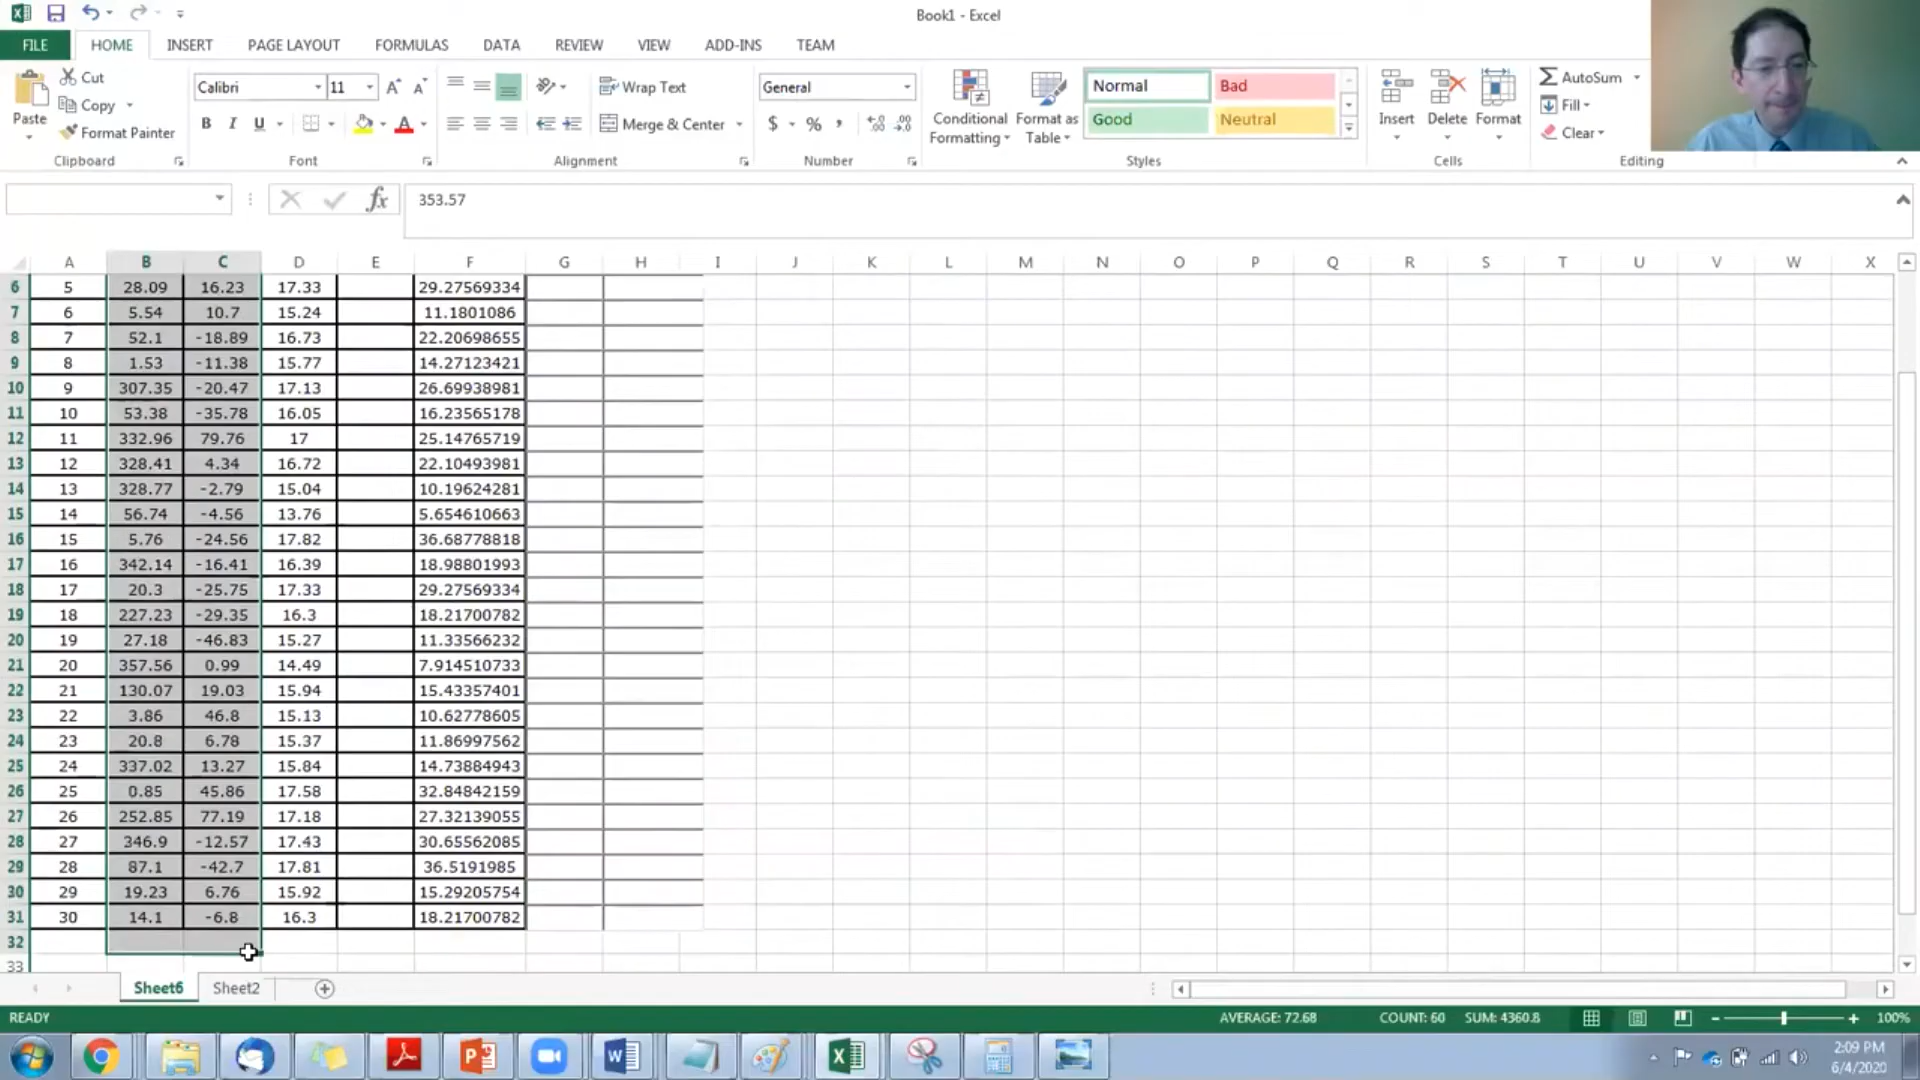 Book1 - Excel
FILE HOME INSERT PAGE LAYOUT FORMULAS DATA REVIEW VIEW ADD-INS TEAM
Cut
Copy
Format Painter
Paste
Clipboard
Calibri 11
B I U
Font
Wrap Text
Merge & Center
Alignment
General
$ % ,
Number
Conditional Formatting
Format as Table
Normal Bad
Good Neutral
Styles
Insert Delete Format
Cells
AutoSum
Fill
Clear
Editing
fx 353.57
A B C D E F G H I J K L M N O P Q R S T U V W X
6 5 28.09 16.23 17.33 29.27569334
7 6 5.54 10.7 15.24 11.1801086
8 7 52.1 -18.89 16.73 22.20698655
9 8 1.53 -11.38 15.77 14.27123421
10 9 307.35 -20.47 17.13 26.69938981
11 10 53.38 -35.78 16.05 16.23565178
12 11 332.96 79.76 17 25.14765719
13 12 328.41 4.34 16.72 22.10493981
14 13 328.77 -2.79 15.04 10.19624281
15 14 56.74 -4.56 13.76 5.654610663
16 15 5.76 -24.56 17.82 36.68778818
17 16 342.14 -16.41 16.39 18.98801993
18 17 20.3 -25.75 17.33 29.27569334
19 18 227.23 -29.35 16.3 18.21700782
20 19 27.18 -46.83 15.27 11.33566232
21 20 357.56 0.99 14.49 7.914510733
22 21 130.07 19.03 15.94 15.43357401
23 22 3.86 46.8 15.13 10.62778605
24 23 20.8 6.78 15.37 11.86997562
25 24 337.02 13.27 15.84 14.73884943
26 25 0.85 45.86 17.58 32.84842159
27 26 252.85 77.19 17.18 27.32139055
28 27 346.9 -12.57 17.43 30.65562085
29 28 87.1 -42.7 17.81 36.5191985
30 29 19.23 6.76 15.92 15.29205754
31 30 14.1 -6.8 16.3 18.21700782
32
33
Sheet6 Sheet2
READY AVERAGE: 72.68 COUNT: 60 SUM: 4360.8 100%
2:09 PM
6/4/2020